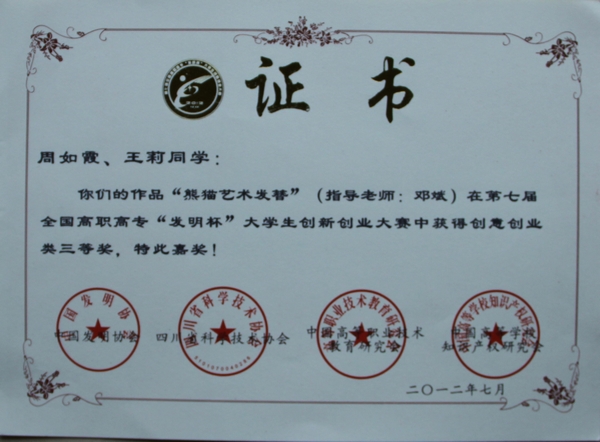 证书
周如霞、王莉同学：
你们的作品“熊猫艺术发簪”（指导老师：邓斌）在第七届
全国高职高专“发明杯”大学生创新创业大赛中获得创意创业
类三等奖，特此嘉奖！
中国发明协会 四川省科学技术协会 中国高等职业技术教育研究会 中国高等学校知识产权研究会
二〇一二年七月